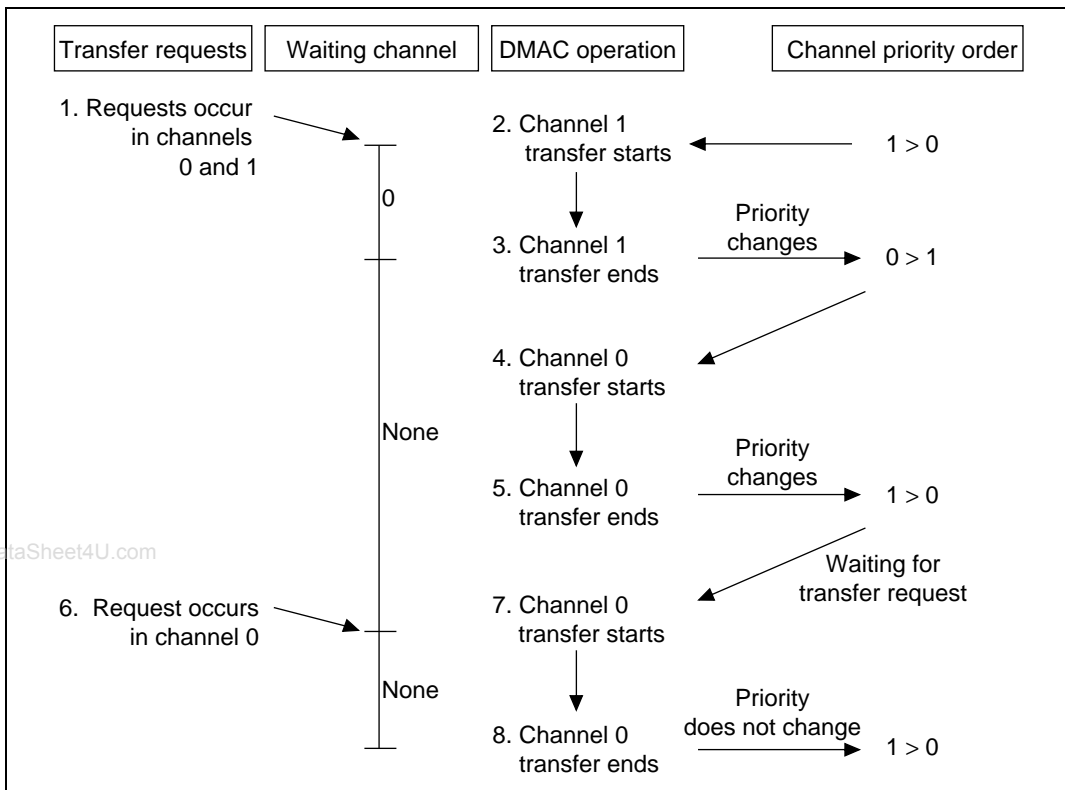 Transfer requests
Waiting channel
DMAC operation
Channel priority order
1. Requests occur
in channels
0 and 1
0
2. Channel 1
transfer starts
1 > 0
3. Channel 1
transfer ends
Priority
changes
0 > 1
4. Channel 0
transfer starts
None
5. Channel 0
transfer ends
Priority
changes
1 > 0
Waiting for
transfer request
ataSheet4U.com
6. Request occurs
in channel 0
7. Channel 0
transfer starts
None
8. Channel 0
transfer ends
Priority
does not change
1 > 0